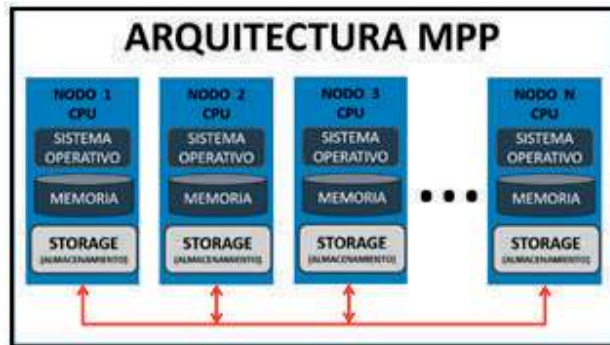 ARQUITECTURA MPP
NODO 1
CPU
SISTEMA
OPERATIVO
MEMORIA
STORAGE
(ALMACENAMIENTO)
NODO 2
CPU
SISTEMA
OPERATIVO
MEMORIA
STORAGE
(ALMACENAMIENTO)
NODO 3
CPU
SISTEMA
OPERATIVO
MEMORIA
STORAGE
(ALMACENAMIENTO)
NODO N
CPU
SISTEMA
OPERATIVO
MEMORIA
STORAGE
(ALMACENAMIENTO)